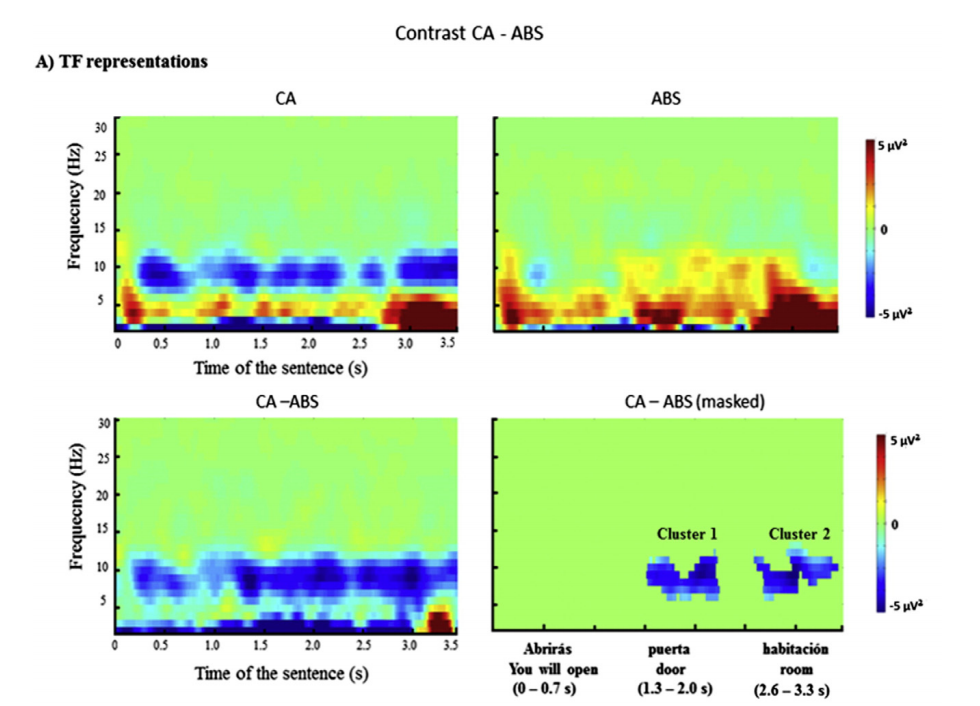 Contrast CA - ABS
A) TF representations
CA
ABS
Frequecncy (Hz)
30
25
20
15
10
5
0 0.5 1.0 1.5 2.0 2.5 3.0 3.5
Time of the sentence (s)
5 µV²
0
-5 µV²
CA –ABS
CA – ABS (masked)
Frequecncy (Hz)
30
25
20
15
10
5
0.0 0.5 1.0 1.5 2.0 2.5 3.0 3.5
Time of the sentence (s)
Cluster 1 Cluster 2
5 µV²
0
-5 µV²
Abrirás puerta habitación
You will open door room
(0 – 0.7 s) (1.3 – 2.0 s) (2.6 – 3.3 s)